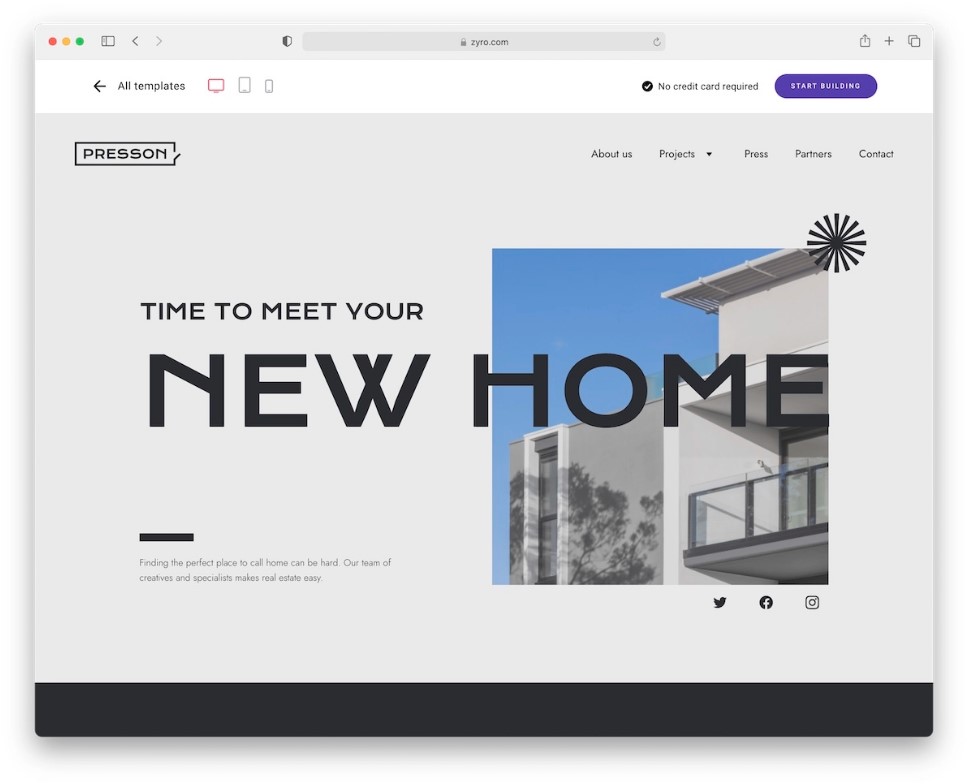 zyro.com
All templates
No credit card required
START BUILDING
PRESSON
About us Projects Press Partners Contact
TIME TO MEET YOUR
NEW HOME
Finding the perfect place to call home can be hard. Our team of
creatives and specialists makes real estate easy.